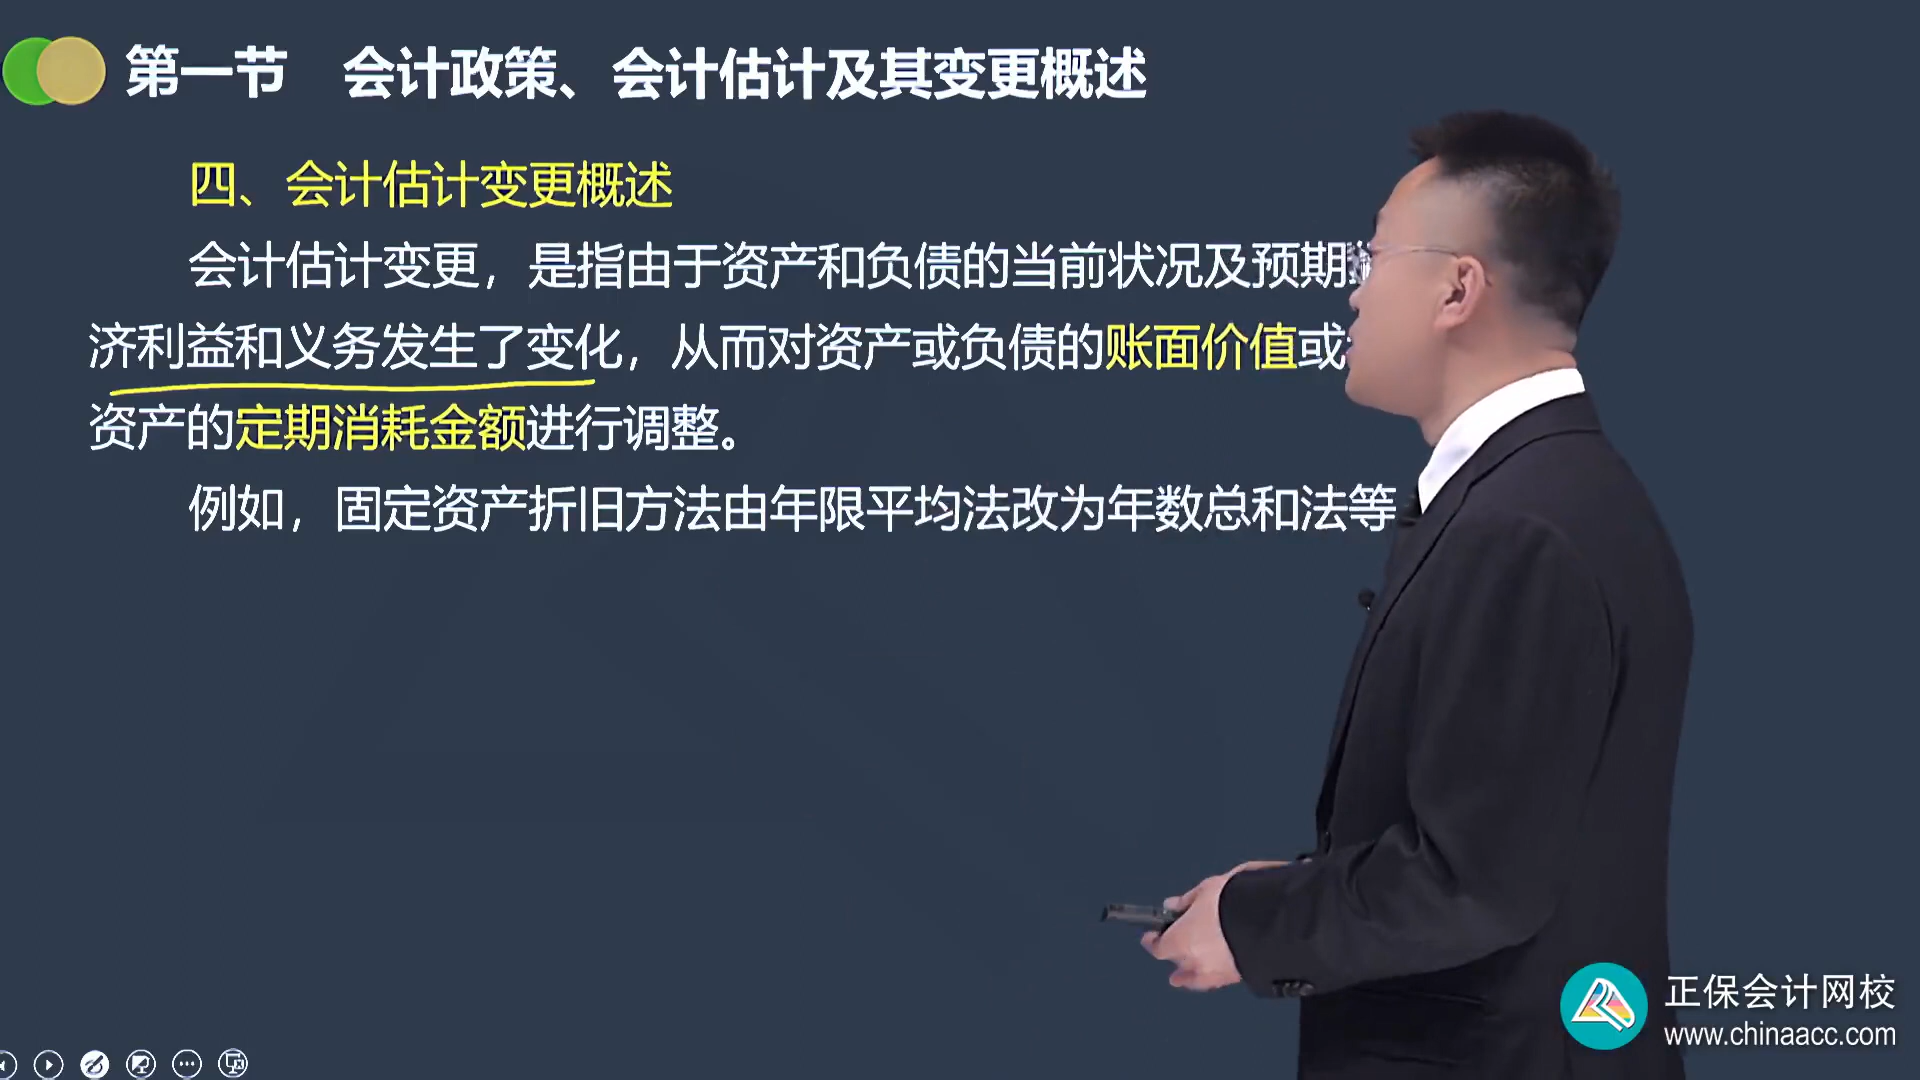 第一节 会计政策、会计估计及其变更概述
四、会计估计变更概述
会计估计变更，是指由于资产和负债的当前状况及预期
济利益和义务发生了变化，从而对资产或负债的账面价值或
资产的定期消耗金额进行调整。
例如，固定资产折旧方法由年限平均法改为年数总和法等
正保会计网校
www.chinaacc.com